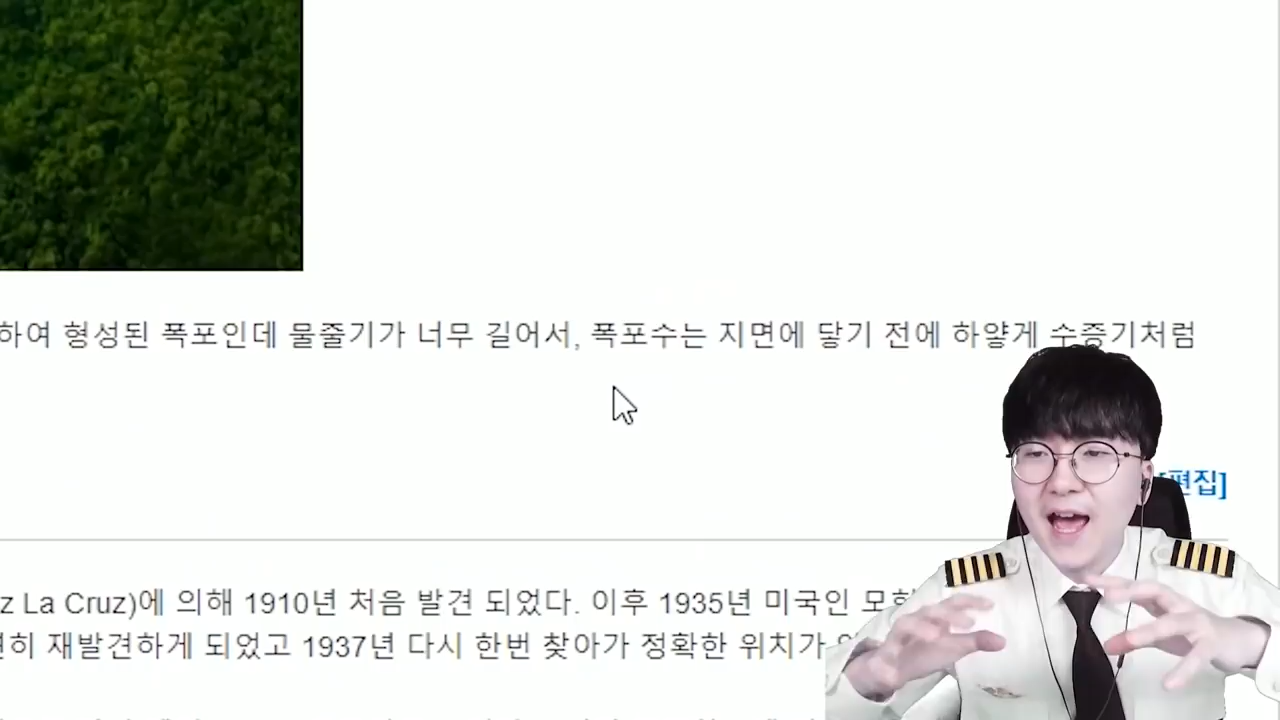 하여 형성된 폭포인데 물줄기가 너무 길어서, 폭포수는 지면에 닿기 전에 하얗게 수증기처럼
[편집]
z La Cruz)에 의해 1910년 처음 발견 되었다. 이후 1935년 미국인
히 재발견하게 되었고 1937년 다시 한번 찾아가 정확한 위치가